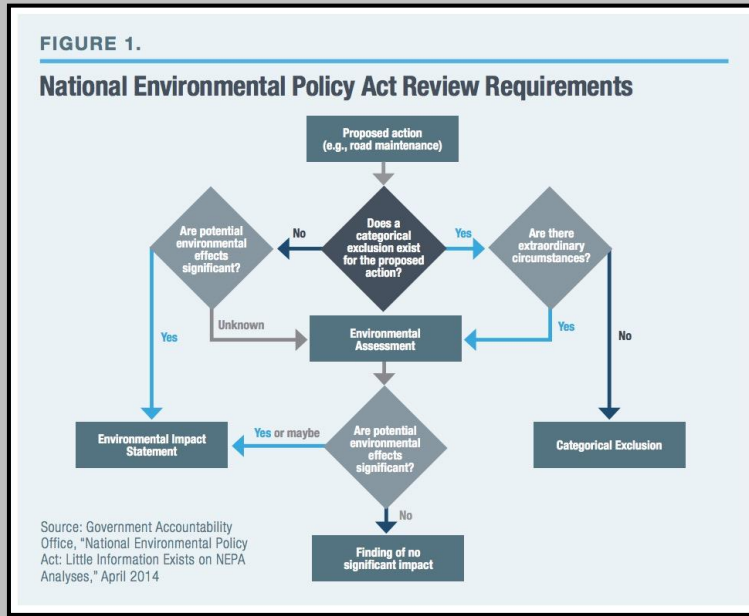 FIGURE 1.
National Environmental Policy Act Review Requirements
Proposed action
(e.g., road maintenance)
Are potential
environmental
effects
significant?
No
Does a
categorical
exclusion exist
for the proposed
action?
Yes
Are there
extraordinary
circumstances?
Unknown
Yes
Environmental
Assessment
Yes
No
Environmental Impact
Statement
Yes or maybe
Are potential
environmental
effects
significant?
Categorical Exclusion
No
Finding of no
significant impact
Source: Government Accountability
Office, "National Environmental Policy
Act: Little Information Exists on NEPA
Analyses," April 2014